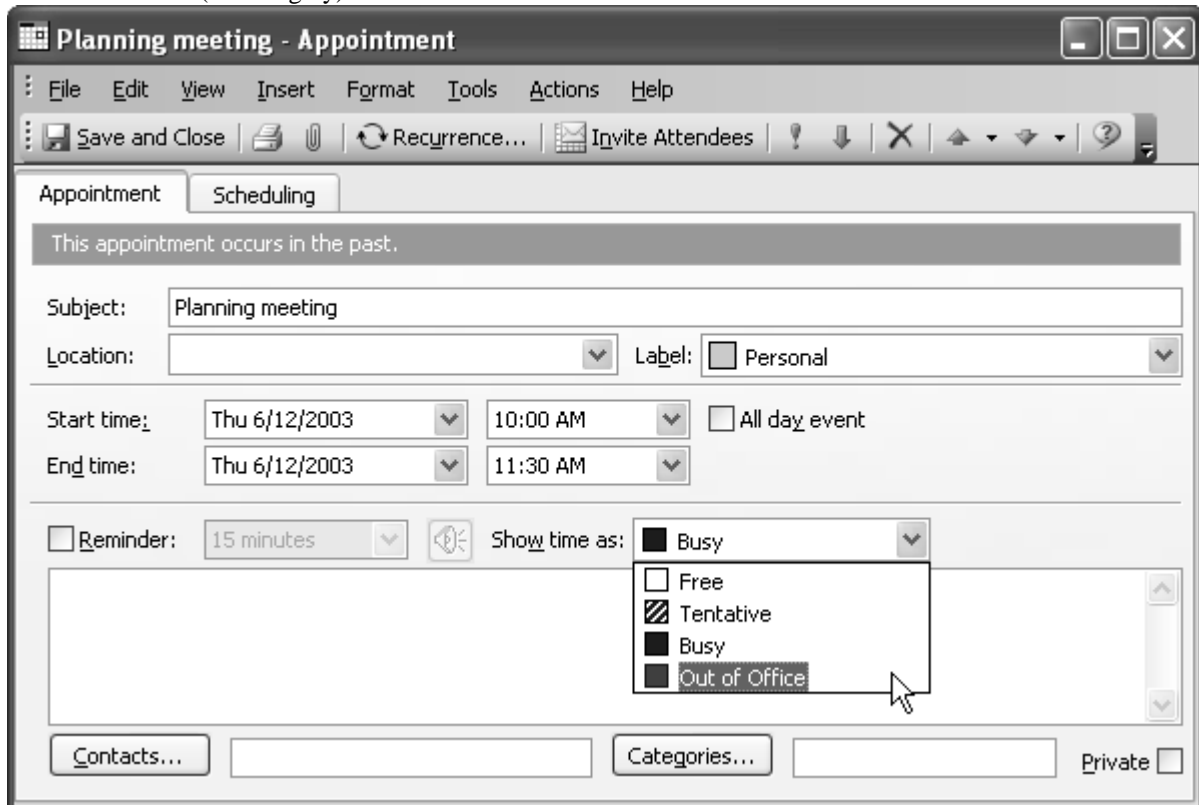 Planning meeting - Appointment
File Edit View Insert Format Tools Actions Help
Save and Close Recurrence... Invite Attendees
Appointment Scheduling
This appointment occurs in the past.
Subject: Planning meeting
Location: Label: Personal
Start time: Thu 6/12/2003 10:00 AM All day event
End time: Thu 6/12/2003 11:30 AM
Reminder: 15 minutes Show time as: Busy
Free
Tentative
Busy
Out of Office
Contacts... Categories... Private